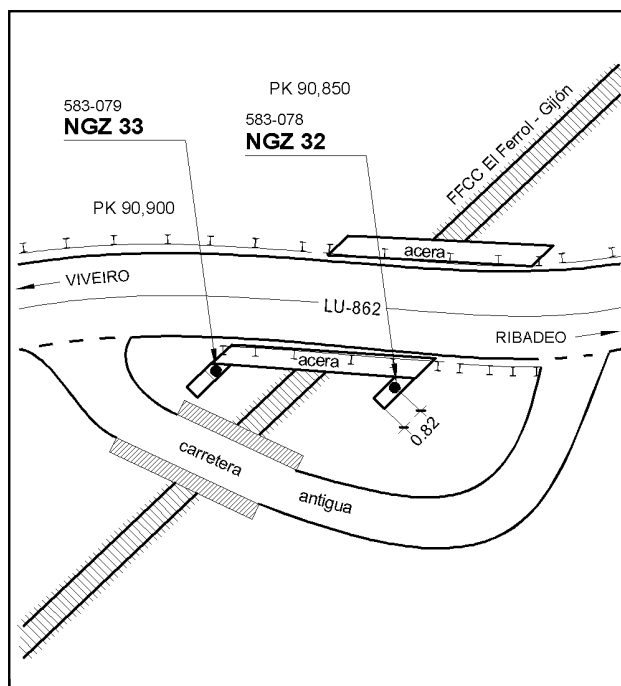 PK 90,850
583-079
NGZ 33
583-078
NGZ 32
FFCC El Ferrol - Gijón
PK 90,900
acera
VIVEIRO
LU-862
RIBADEO
acera
0.82
carretera
antigua